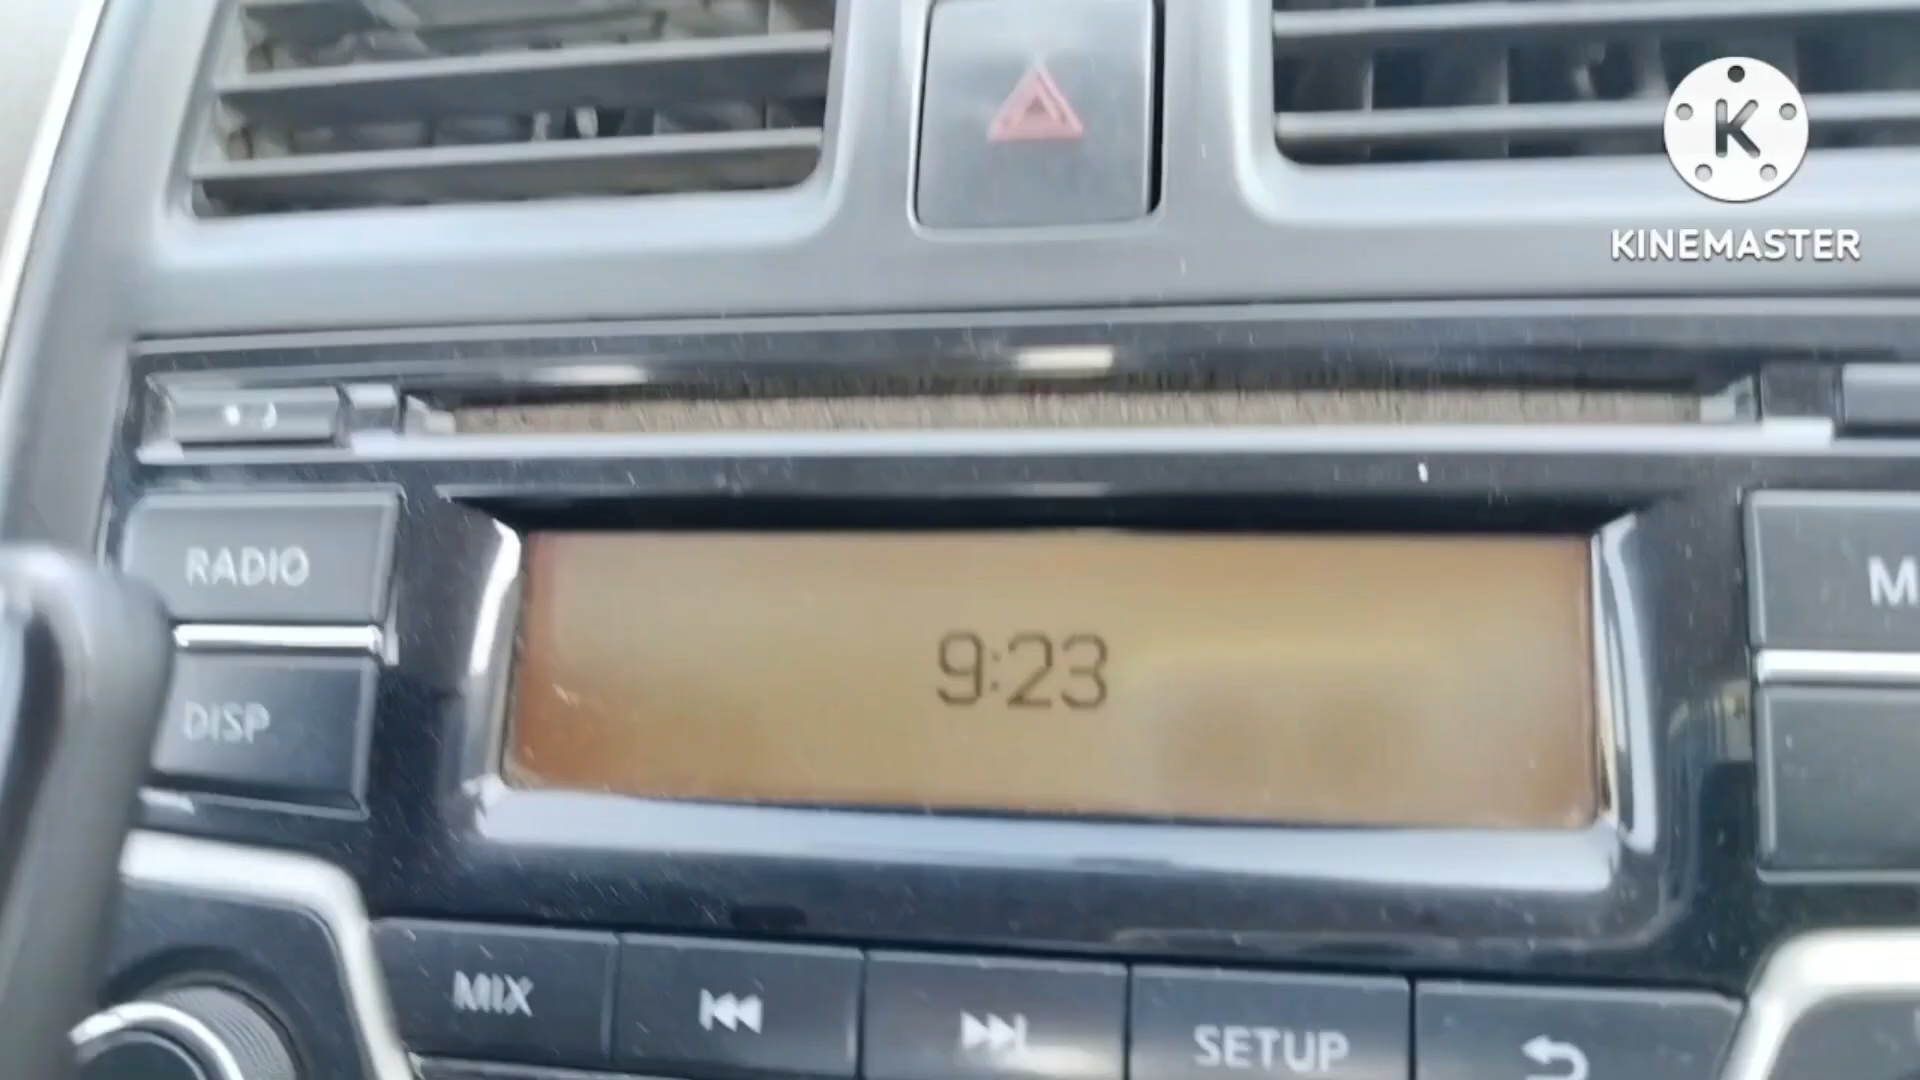 K
KINEMASTER
RADIO
M
9:23
DISP
MIX
SETUP